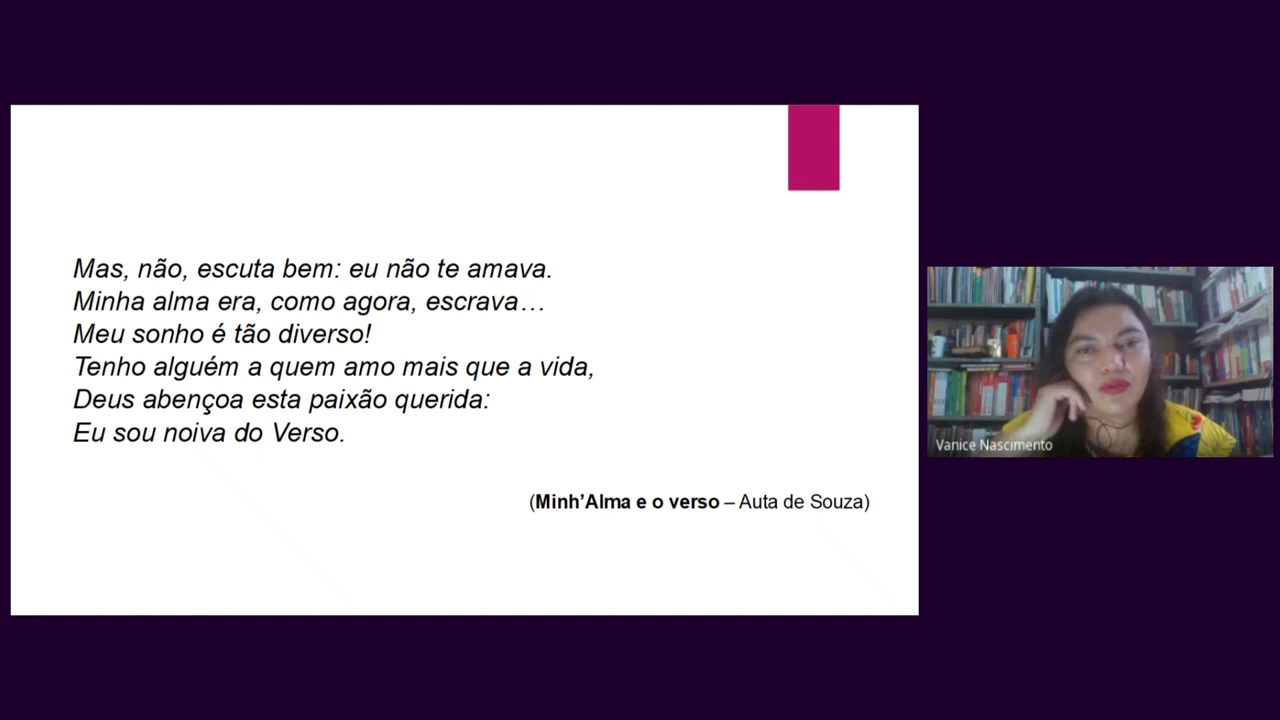 Mas, não, escuta bem: eu não te amava.
Minha alma era, como agora, escrava…
Meu sonho é tão diverso!
Tenho alguém a quem amo mais que a vida,
Deus abençoa esta paixão querida:
Eu sou noiva do Verso.
(Minh’Alma e o verso – Auta de Souza)
Vanice Nascimento